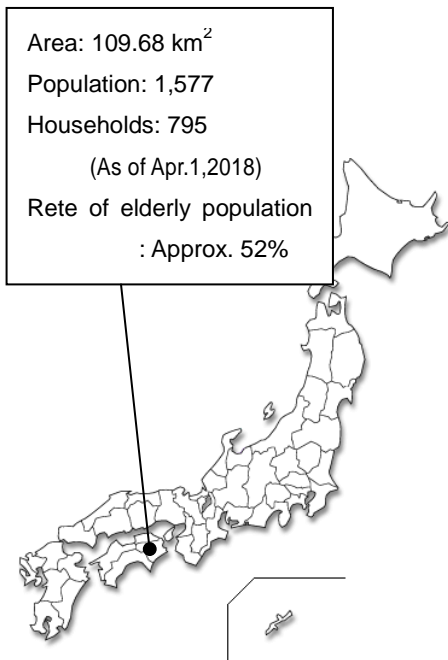 Area: 109.68 km²
Population: 1,577
Households: 795
(As of Apr.1,2018)
Rete of elderly population
: Approx. 52%